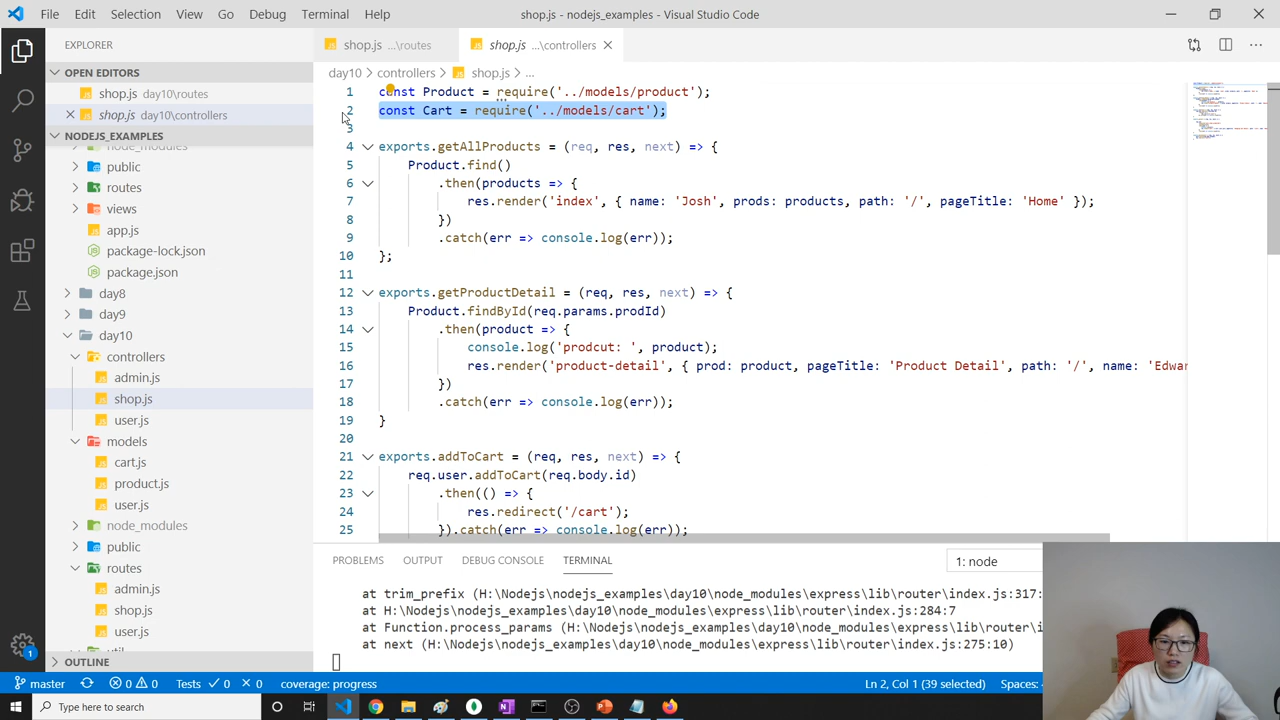 File Edit Selection View Go Debug Terminal Help shop.js - nodejs_examples - Visual Studio Code
EXPLORER
OPEN EDITORS
shop.js day10\routes
shop.js day10\controllers
NODEJS_EXAMPLES
node_modules
public
routes
views
app.js
package-lock.json
package.json
day8
day9
day10
controllers
admin.js
shop.js
user.js
models
cart.js
product.js
user.js
node_modules
public
routes
admin.js
shop.js
user.js
OUTLINE
shop.js ...\routes
shop.js ...\controllers
day10 > controllers > shop.js > ...
1 const Product = require('../models/product');
const Cart = require('../models/cart');
4 exports.getAllProducts = (req, res, next) => {
5 Product.find()
6 .then(products => {
7 res.render('index', { name: 'Josh', prods: products, path: '/', pageTitle: 'Home' });
8 })
9 .catch(err => console.log(err));
10 };
11
12 exports.getProductDetail = (req, res, next) => {
13 Product.findById(req.params.prodId)
14 .then(product => {
15 console.log('prodcut: ', product);
16 res.render('product-detail', { prod: product, pageTitle: 'Product Detail', path: '/', name: 'Edwar
17 })
18 .catch(err => console.log(err));
19 }
20
21 exports.addToCart = (req, res, next) => {
22 req.user.addToCart(req.body.id)
23 .then(() => {
24 res.redirect('/cart');
25 }).catch(err => console.log(err));
PROBLEMS OUTPUT DEBUG CONSOLE TERMINAL 1: node
at trim_prefix (H:\Nodejs\nodejs_examples\day10\node_modules\express\lib\router\index.js:317:
at H:\Nodejs\nodejs_examples\day10\node_modules\express\lib\router\index.js:284:7
at Function.process_params (H:\Nodejs\nodejs_examples\day10\node_modules\express\lib\router\in
at next (H:\Nodejs\nodejs_examples\day10\node_modules\express\lib\router\index.js:275:10)
1
master 0 0 Tests 0 0 coverage: progress Ln 2, Col 1 (39 selected) Spaces:
Type here to search